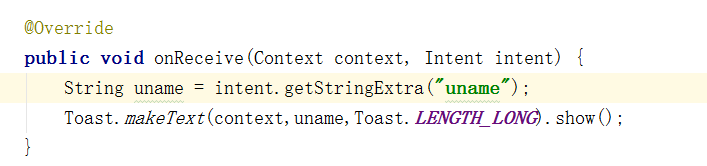 @Override
public void onReceive(Context context, Intent intent) {
    String uname = intent.getStringExtra("uname");
    Toast.makeText(context,uname,Toast.LENGTH_LONG).show();
}